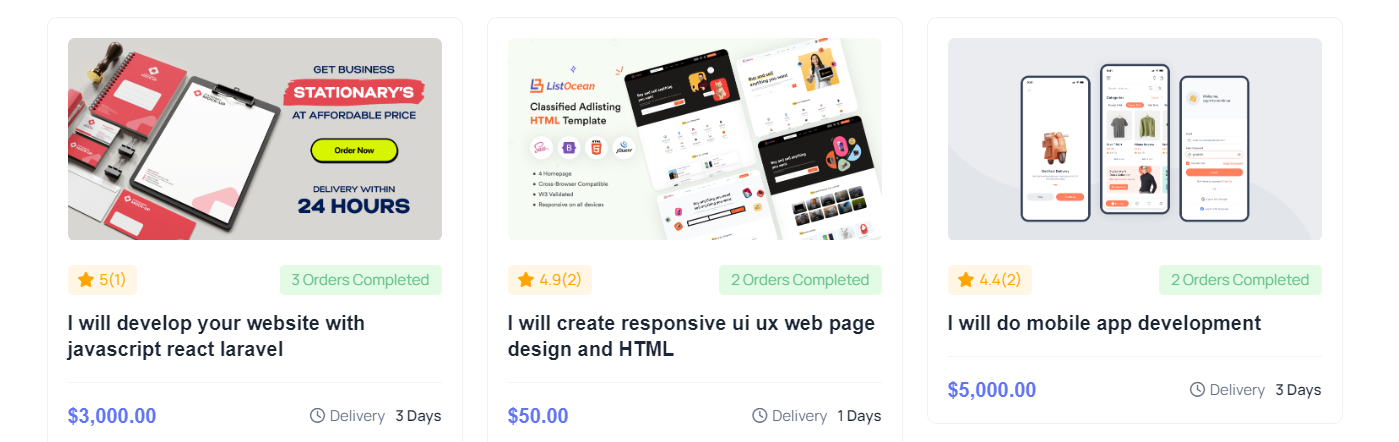 GET BUSINESS
STATIONARY'S
AT AFFORDABLE PRICE
Order Now
DELIVERY WITHIN
24 HOURS
5(1)
3 Orders Completed
I will develop your website with
javascript react laravel
$3,000.00
Delivery 3 Days
ListOcean
Classified Adlisting
HTML Template
4 Homepage
Cross-Browser Compatible
W3 Validated
Responsive on all devices
4.9(2)
2 Orders Completed
I will create responsive ui ux web page
design and HTML
$50.00
Delivery 1 Days
4.4(2)
2 Orders Completed
I will do mobile app development
$5,000.00
Delivery 3 Days